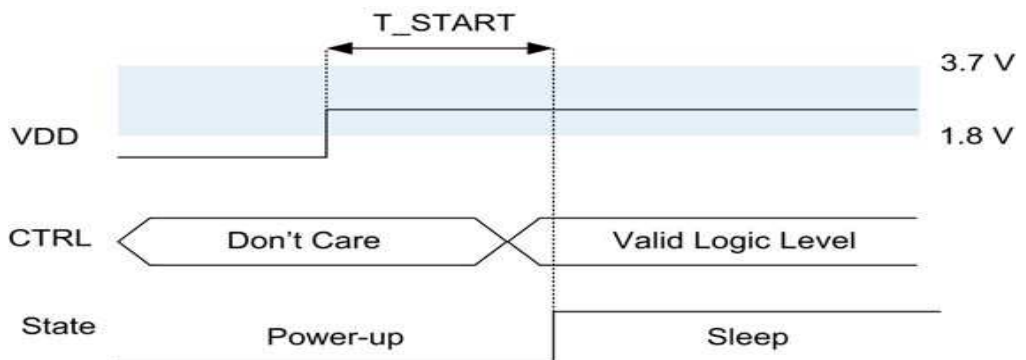 T_START
3.7 V
VDD
1.8 V
CTRL
Don't Care
Valid Logic Level
State
Power-up
Sleep